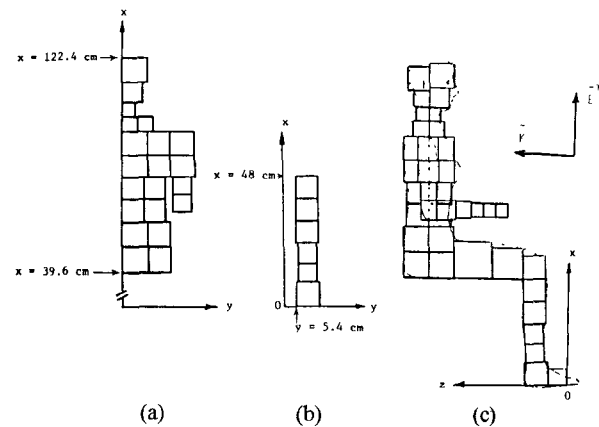 x
x = 122.4 cm
x = 39.6 cm
y
(a)
x
x = 48 cm
0
y
y = 5.4 cm
(b)
x
z
0
(c)